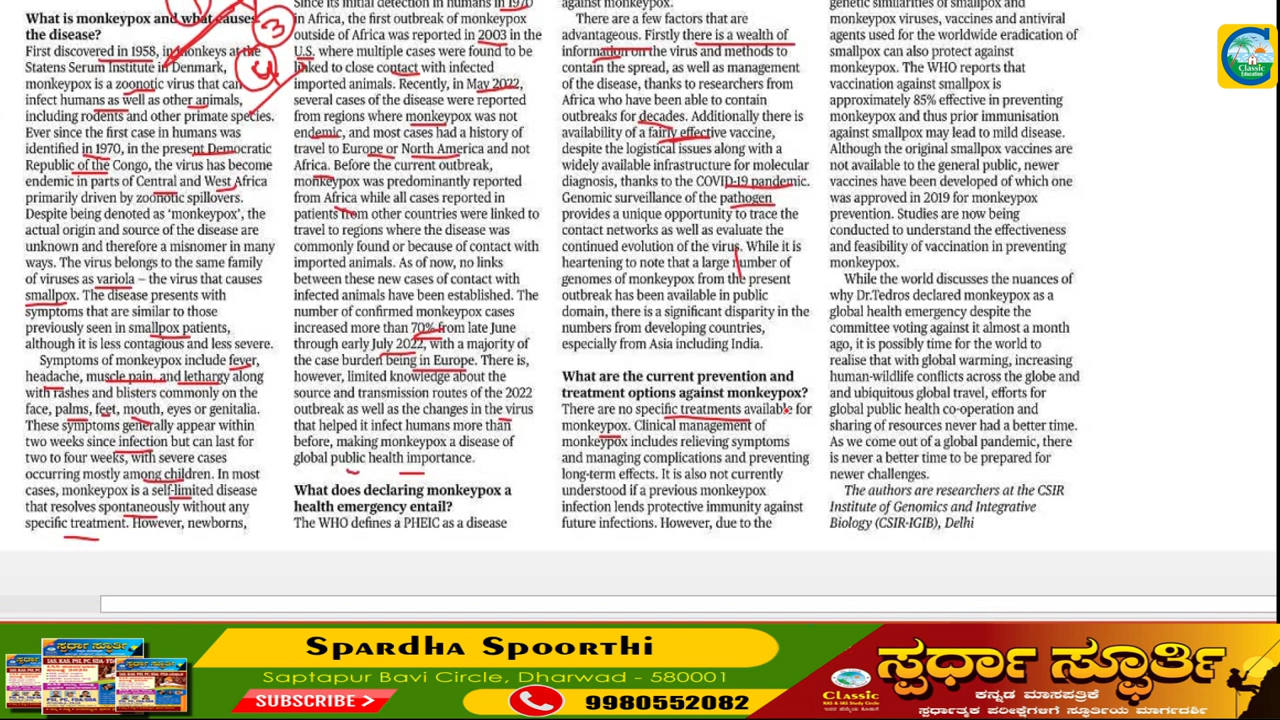 What is monkeypox and what causes
the disease?
First discovered in 1958, in monkeys at the
Statens Serum Institute in Denmark,
monkeypox is a zoonotic virus that can
infect humans as well as other animals,
including rodents and other primate species.
Ever since the first case in humans was
identified in 1970, in the present Democratic
Republic of the Congo, the virus has become
endemic in parts of Central and West Africa
primarily driven by zoonotic spillovers.
Despite being denoted as ‘monkeypox’, the
actual origin and source of the disease are
unknown and therefore a misnomer in many
ways. The virus belongs to the same family
of viruses as variola – the virus that causes
smallpox. The disease presents with
symptoms that are similar to those
previously seen in smallpox patients,
although it is less contagious and less severe.
Symptoms of monkeypox include fever,
headache, muscle pain, and lethargy along
with rashes and blisters commonly on the
face, palms, feet, mouth, eyes or genitalia.
These symptoms generally appear within
two weeks since infection but can last for
two to four weeks, with severe cases
occurring mostly among children. In most
cases, monkeypox is a self-limited disease
that resolves spontaneously without any
specific treatment. However, newborns,
Since its initial detection in humans in 1970
in Africa, the first outbreak of monkeypox
outside of Africa was reported in 2003 in the
U.S. where multiple cases were found to be
linked to close contact with infected
imported animals. Recently, in May 2022,
several cases of the disease were reported
from regions where monkeypox was not
endemic, and most cases had a history of
travel to Europe or North America and not
Africa. Before the current outbreak,
monkeypox was predominantly reported
from Africa while all cases reported in
patients from other countries were linked to
travel to regions where the disease was
commonly found or because of contact with
imported animals. As of now, no links
between these new cases of contact with
infected animals have been established. The
number of confirmed monkeypox cases
increased more than 70% from late June
through early July 2022, with a majority of
the case burden being in Europe. There is,
however, limited knowledge about the
source and transmission routes of the 2022
outbreak as well as the changes in the virus
that helped it infect humans more than
before, making monkeypox a disease of
global public health importance.
What does declaring monkeypox a
health emergency entail?
The WHO defines a PHEIC as a disease
against monkeypox.
There are a few factors that are
advantageous. Firstly there is a wealth of
information on the virus and methods to
contain the spread, as well as management
of the disease, thanks to researchers from
Africa who have been able to contain
outbreaks for decades. Additionally there is
availability of a fairly effective vaccine,
despite the logistical issues along with a
widely available infrastructure for molecular
diagnosis, thanks to the COVID-19 pandemic.
Genomic surveillance of the pathogen
provides a unique opportunity to trace the
contact networks as well as evaluate the
continued evolution of the virus. While it is
heartening to note that a large number of
genomes of monkeypox from the present
outbreak has been available in public
domain, there is a significant disparity in the
numbers from developing countries,
especially from Asia including India.
What are the current prevention and
treatment options against monkeypox?
There are no specific treatments available for
monkeypox. Clinical management of
monkeypox includes relieving symptoms
and managing complications and preventing
long-term effects. It is also not currently
understood if a previous monkeypox
infection lends protective immunity against
future infections. However, due to the
genetic similarities of smallpox and
monkeypox viruses, vaccines and antiviral
agents used for the worldwide eradication of
smallpox can also protect against
monkeypox. The WHO reports that
vaccination against smallpox is
approximately 85% effective in preventing
monkeypox and thus prior immunisation
against smallpox may lead to mild disease.
Although the original smallpox vaccines are
not available to the general public, newer
vaccines have been developed of which one
was approved in 2019 for monkeypox
prevention. Studies are now being
conducted to understand the effectiveness
and feasibility of vaccination in preventing
monkeypox.
While the world discusses the nuances of
why Dr.Tedros declared monkeypox as a
global health emergency despite the
committee voting against it almost a month
ago, it is possibly time for the world to
realise that with global warming, increasing
human-wildlife conflicts across the globe and
and ubiquitous global travel, efforts for
global public health co-operation and
sharing of resources never had a better time.
As we come out of a global pandemic, there
is never a better time to be prepared for
newer challenges.
The authors are researchers at the CSIR
Institute of Genomics and Integrative
Biology (CSIR-IGIB), Delhi
1
3
4
Classic
Education
Spardha Spoorthi
Saptapur Bavi Circle, Dharwad - 580001
SUBSCRIBE
9980552082
ಸ್ಪರ್ಧಾ ಸ್ಫೂರ್ತಿ
ಕನ್ನಡ ಮಾಸಪತ್ರಿಕೆ
ಸ್ಪರ್ಧಾತ್ಮಕ ಪರೀಕ್ಷೆಗಳಿಗೆ ಸ್ಫೂರ್ತಿದಾಯಕ ಮಾರ್ಗದರ್ಶಿ
Classic